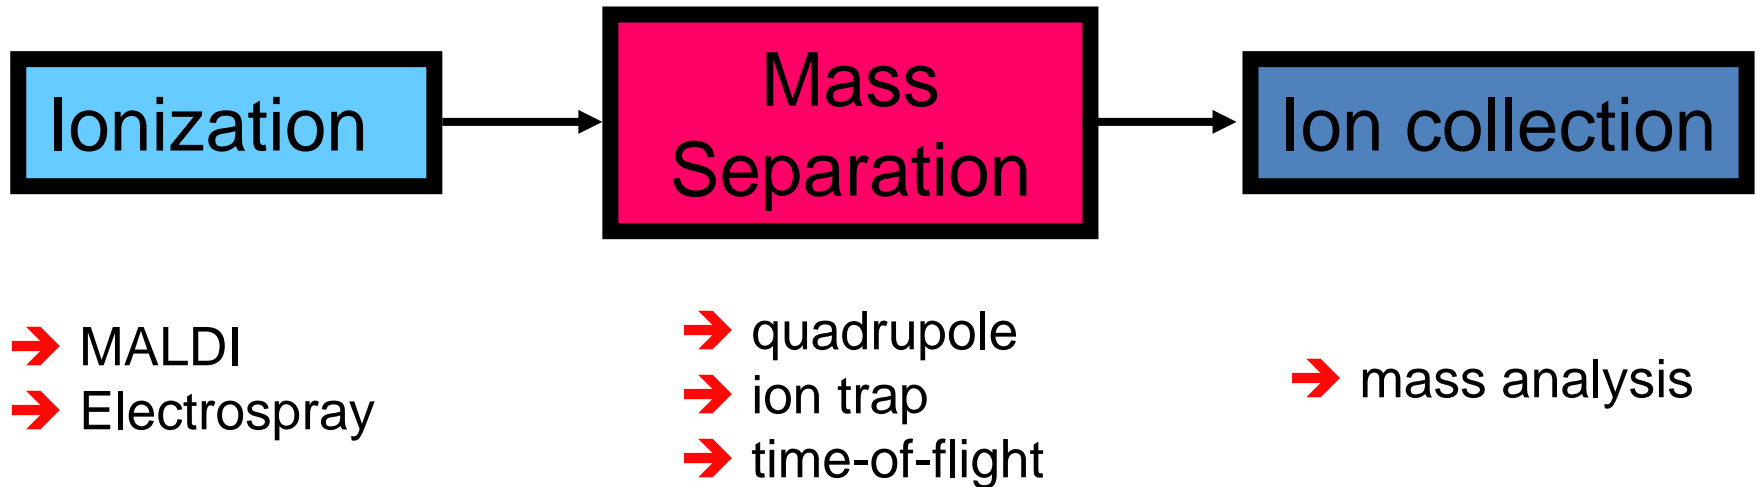 Ionization
Mass
Separation
Ion collection
MALDI
Electrospray
quadrupole
ion trap
time-of-flight
mass analysis